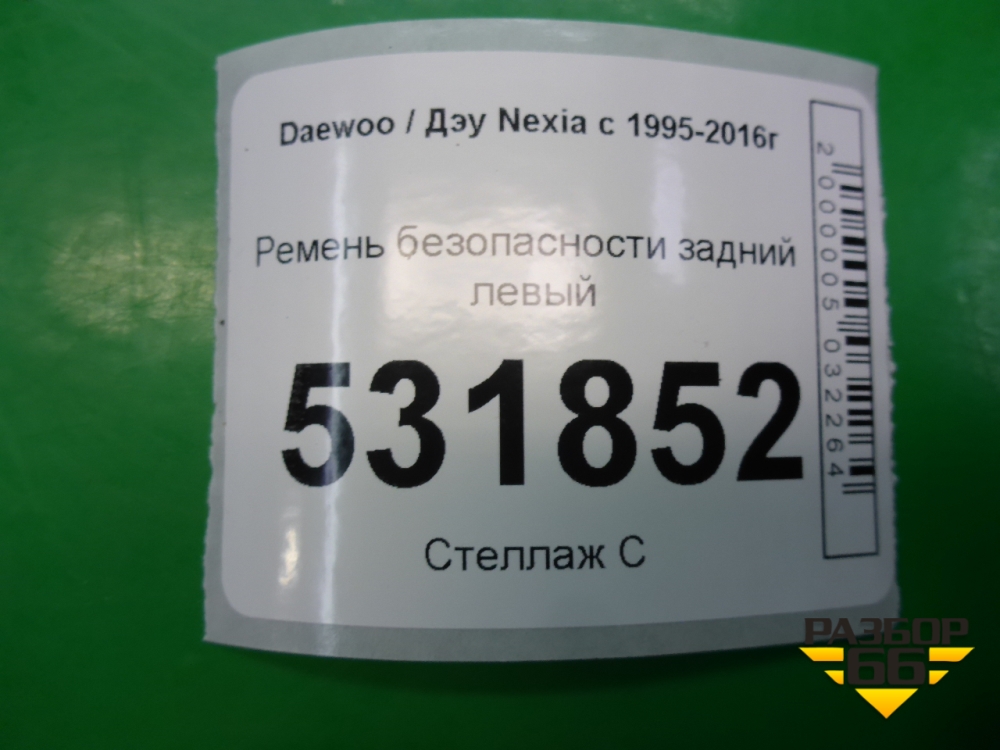 Daewoo / Дэу Nexia с 1995-2016г
Ремень безопасности задний
левый
531852
Стеллаж С
2000005032264
РАЗБОР
66